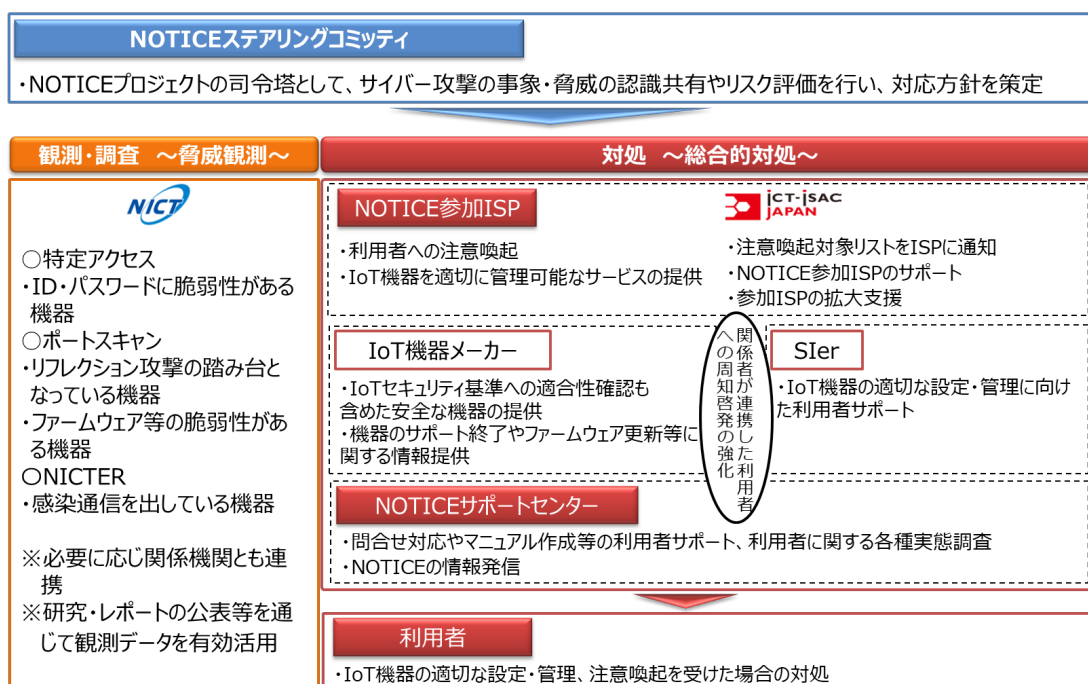 NOTICEステアリングコミッティ
・NOTICEプロジェクトの司令塔として、サイバー攻撃の事象・脅威の認識共有やリスク評価を行い、対応方針を策定
観測・調査 ～脅威観測～
NICT
○特定アクセス
・ID・パスワードに脆弱性がある
機器
○ポートスキャン
・リフレクション攻撃の踏み台と
なっている機器
・ファームウェア等の脆弱性があ
る機器
○NICTER
・感染通信を出している機器
※必要に応じ関係機関とも連
携
※研究・レポートの公表等を通
じて観測データを有効活用
対処 ～総合的対処～
NOTICE参加ISP
・利用者への注意喚起
・IoT機器を適切に管理可能なサービスの提供
ICT-ISAC
JAPAN
・注意喚起対象リストをISPに通知
・NOTICE参加ISPのサポート
・参加ISPの拡大支援
IoT機器メーカー
・IoTセキュリティ基準への適合性確認も
含めた安全な機器の提供
・機器のサポート終了やファームウェア更新等に
関する情報提供
関係者が連携した利用者
への周知啓発の強化
SIer
・IoT機器の適切な設定・管理に向け
た利用者サポート
NOTICEサポートセンター
・問合せ対応やマニュアル作成等の利用者サポート、利用者に関する各種実態調査
・NOTICEの情報発信
利用者
・IoT機器の適切な設定・管理、注意喚起を受けた場合の対処